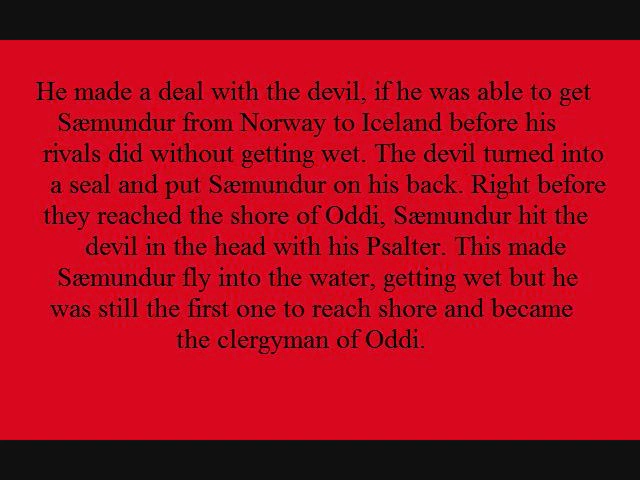 He made a deal with the devil, if he was able to get
Sæmundur from Norway to Iceland before his
rivals did without getting wet. The devil turned into
a seal and put Sæmundur on his back. Right before
they reached the shore of Oddi, Sæmundur hit the
devil in the head with his Psalter. This made
Sæmundur fly into the water, getting wet but he
was still the first one to reach shore and became
the clergyman of Oddi.